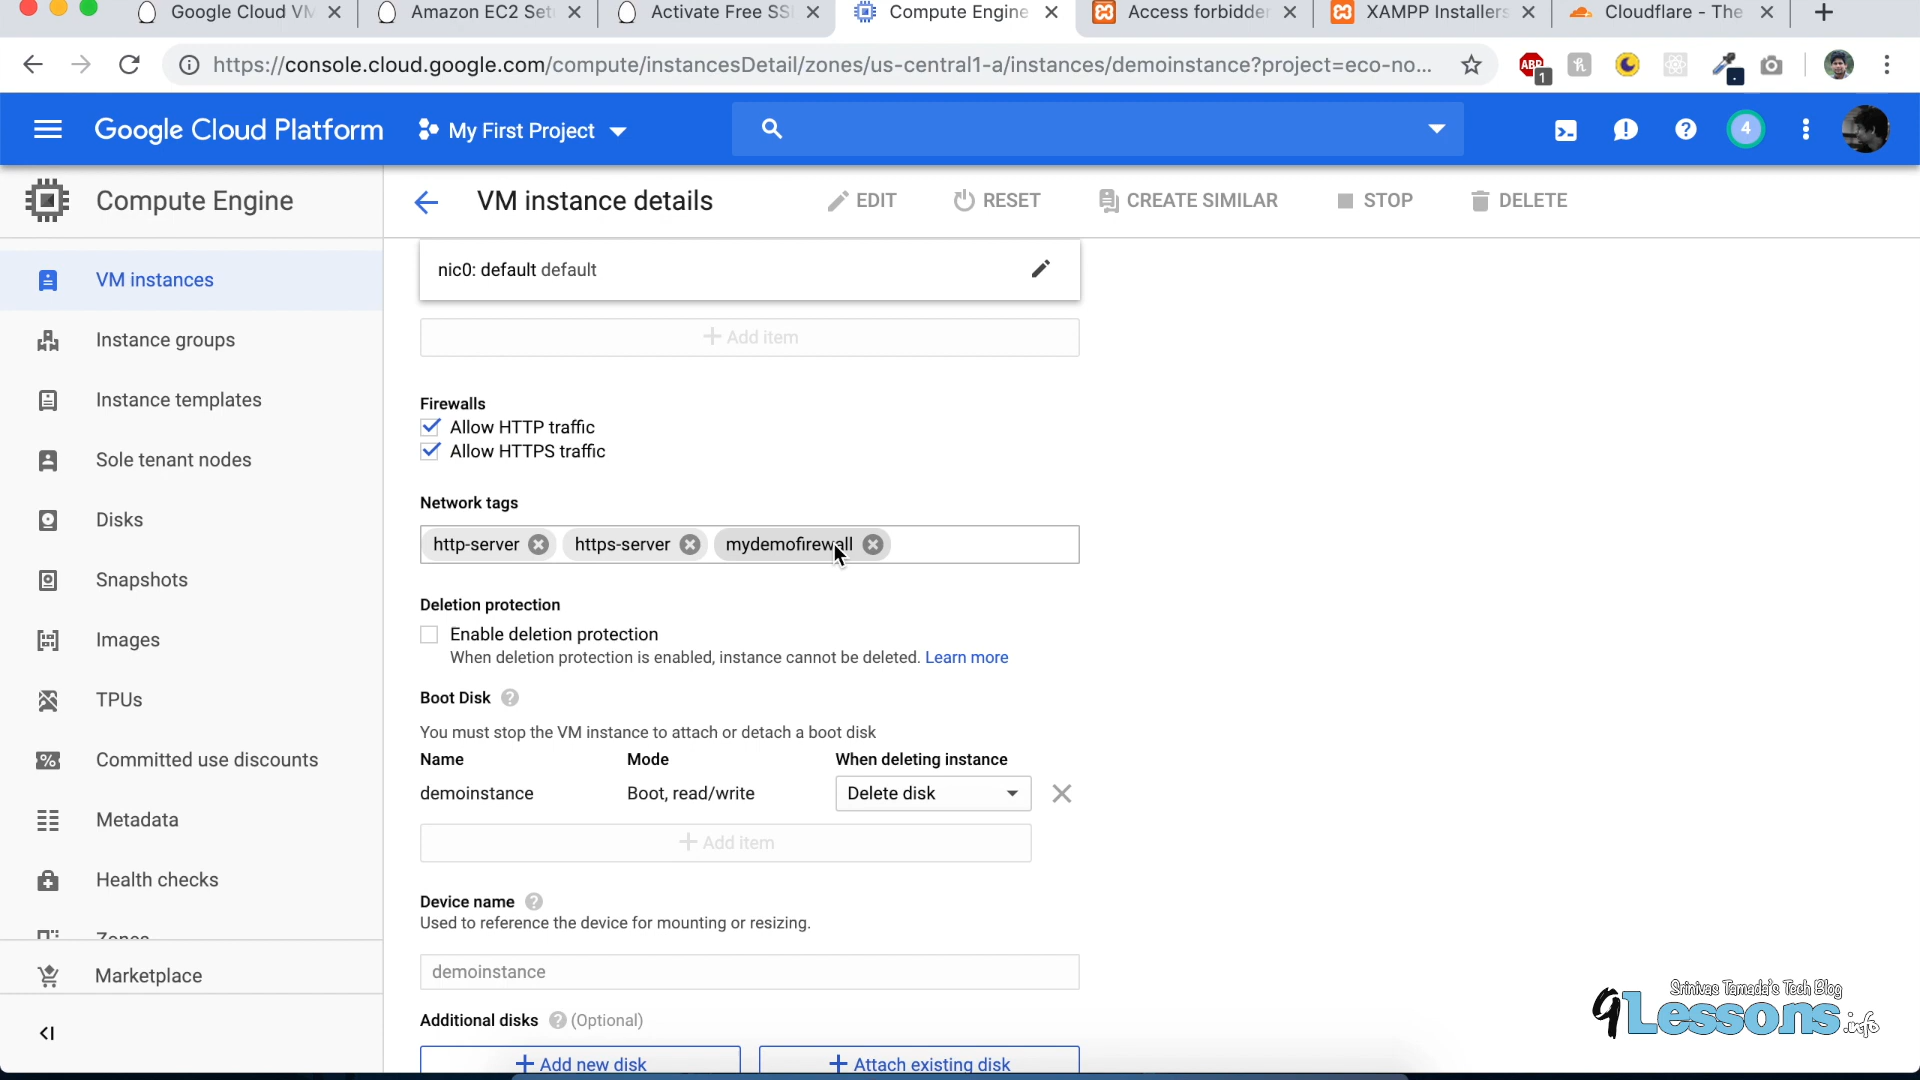 Google Cloud VM
Amazon EC2 Set
Activate Free SSL
Compute Engine
Access forbidden
XAMPP Installers
Cloudflare - The
https://console.cloud.google.com/compute/instancesDetail/zones/us-central1-a/instances/demoinstance?project=eco-no...
ABP
1
Google Cloud Platform
My First Project
4
Compute Engine
VM instance details
EDIT
RESET
CREATE SIMILAR
STOP
DELETE
VM instances
Instance groups
Instance templates
Sole tenant nodes
Disks
Snapshots
Images
TPUs
Committed use discounts
Metadata
Health checks
Zones
Marketplace
nic0: default default
+ Add item
Firewalls
Allow HTTP traffic
Allow HTTPS traffic
Network tags
http-server https-server mydemofirewall
Deletion protection
Enable deletion protection
When deletion protection is enabled, instance cannot be deleted. Learn more
Boot Disk ?
You must stop the VM instance to attach or detach a boot disk
Name Mode When deleting instance
demoinstance Boot, read/write Delete disk
+ Add item
Device name ?
Used to reference the device for mounting or resizing.
demoinstance
Additional disks ? (Optional)
+ Add new disk + Attach existing disk
Srinivas Tamada's Tech Blog
9Lessons.info